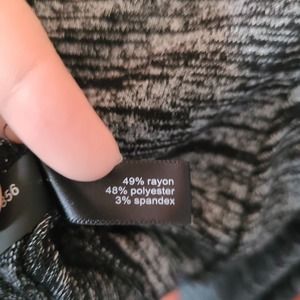 49% rayon
48% polyester
3% spandex